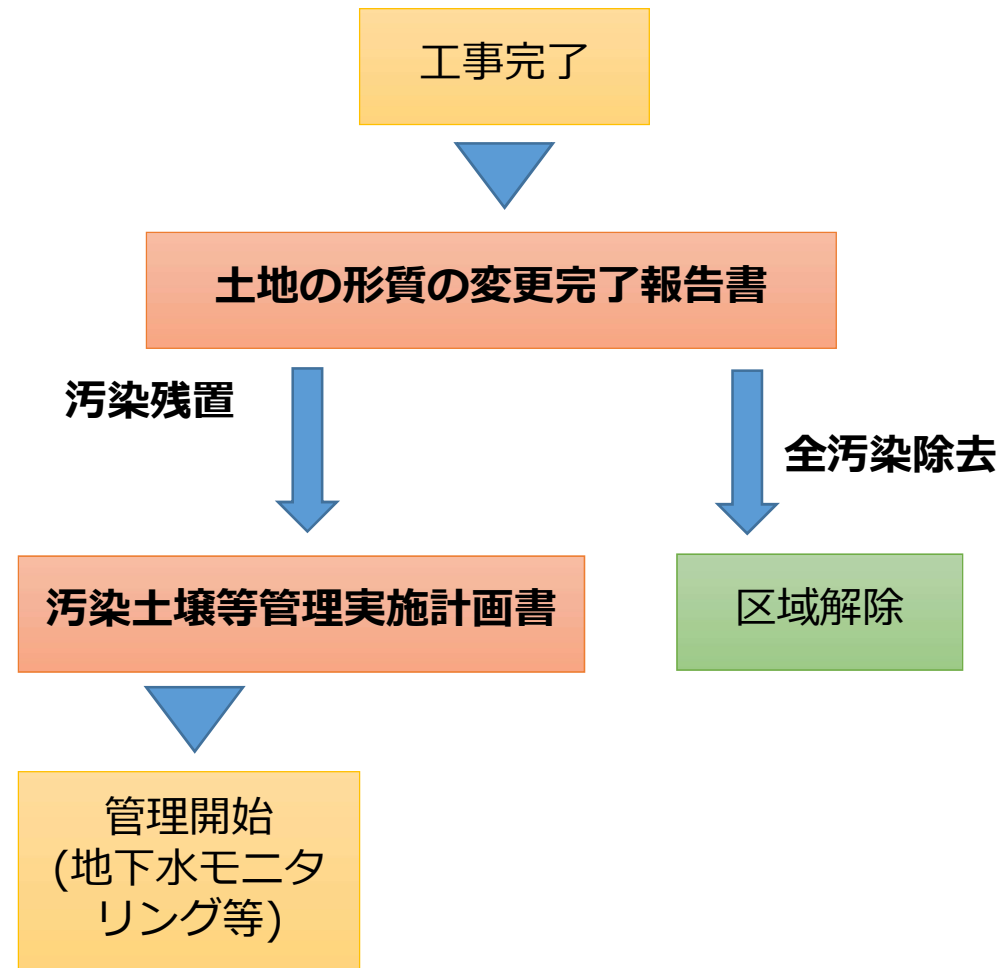 工事完了
土地の形質の変更完了報告書
汚染残置
全汚染除去
汚染土壌等管理実施計画書
区域解除
管理開始
(地下水モニタ
リング等)